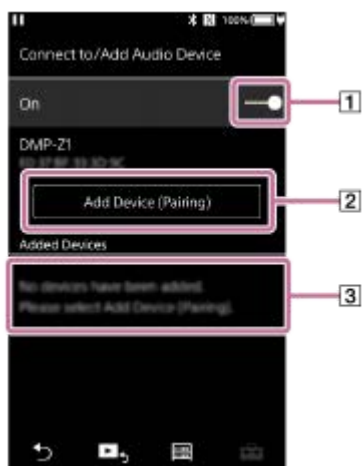 100%
Connect to/Add Audio Device
On
1
DMP-Z1
Add Device (Pairing)
2
Added Devices
No devices have been added.
Please select Add Device (Pairing).
3